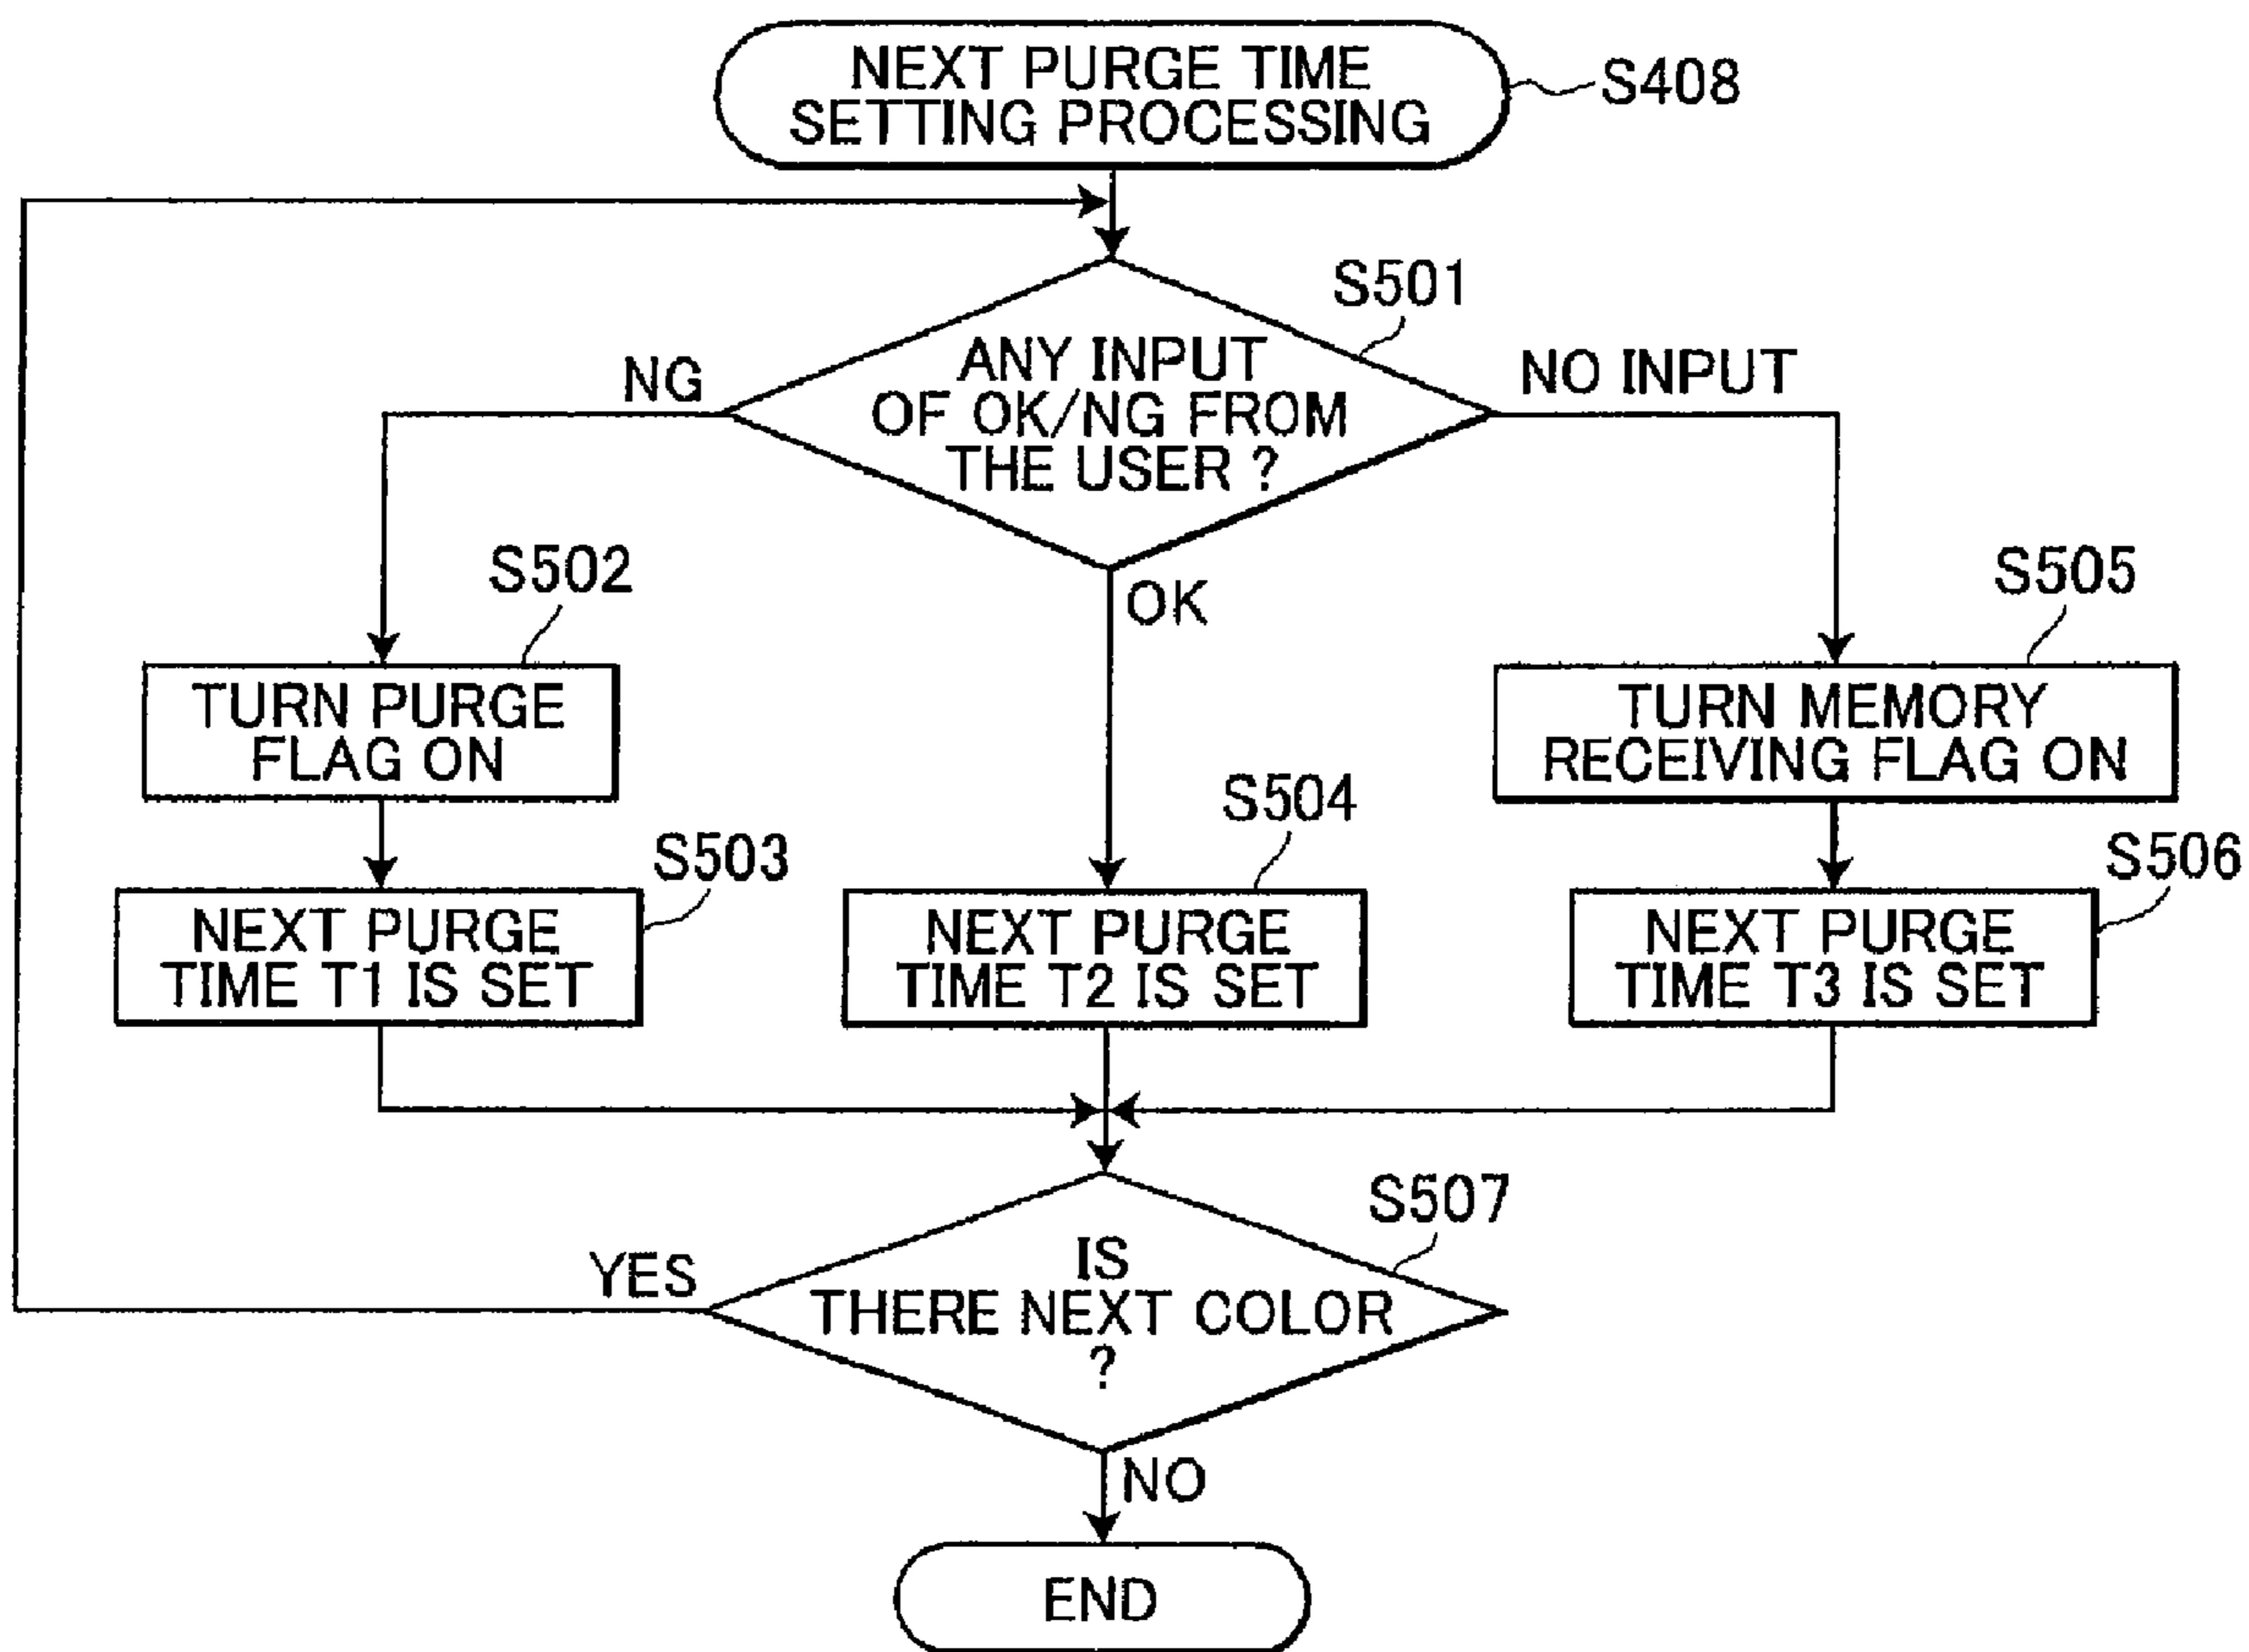 NEXT PURGE TIME
SETTING PROCESSING
S408
S501
ANY INPUT
OF OK/NG FROM
THE USER ?
NG
NO INPUT
OK
S502
TURN PURGE
FLAG ON
S505
TURN MEMORY
RECEIVING FLAG ON
S503
NEXT PURGE
TIME T1 IS SET
S504
NEXT PURGE
TIME T2 IS SET
S506
NEXT PURGE
TIME T3 IS SET
S507
IS
THERE NEXT COLOR
?
YES
NO
END